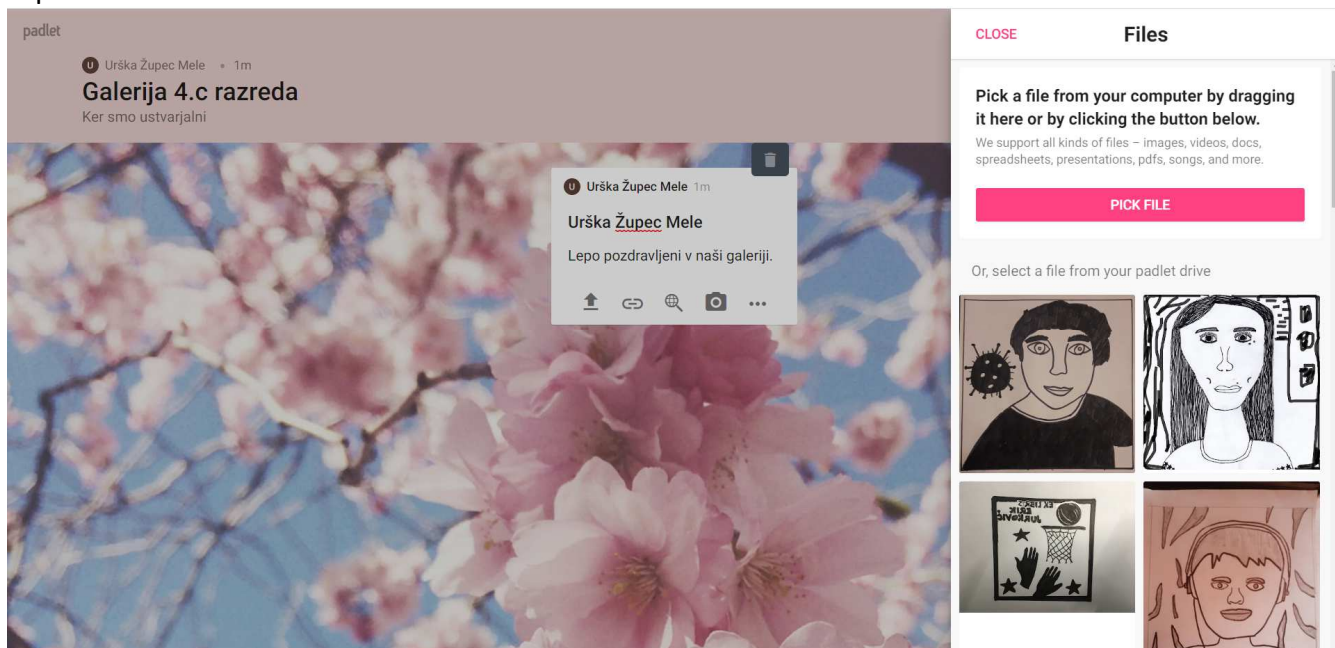 padlet
U Urška Župec Mele • 1m
Galerija 4.c razreda
Ker smo ustvarjalni
U Urška Župec Mele 1m
Urška Župec Mele
Lepo pozdravljeni v naši galeriji.
CLOSE Files
Pick a file from your computer by dragging
it here or by clicking the button below.
We support all kinds of files – images, videos, docs,
spreadsheets, presentations, pdfs, songs, and more.
PICK FILE
Or, select a file from your padlet drive
EX LIBRIS
ERIK